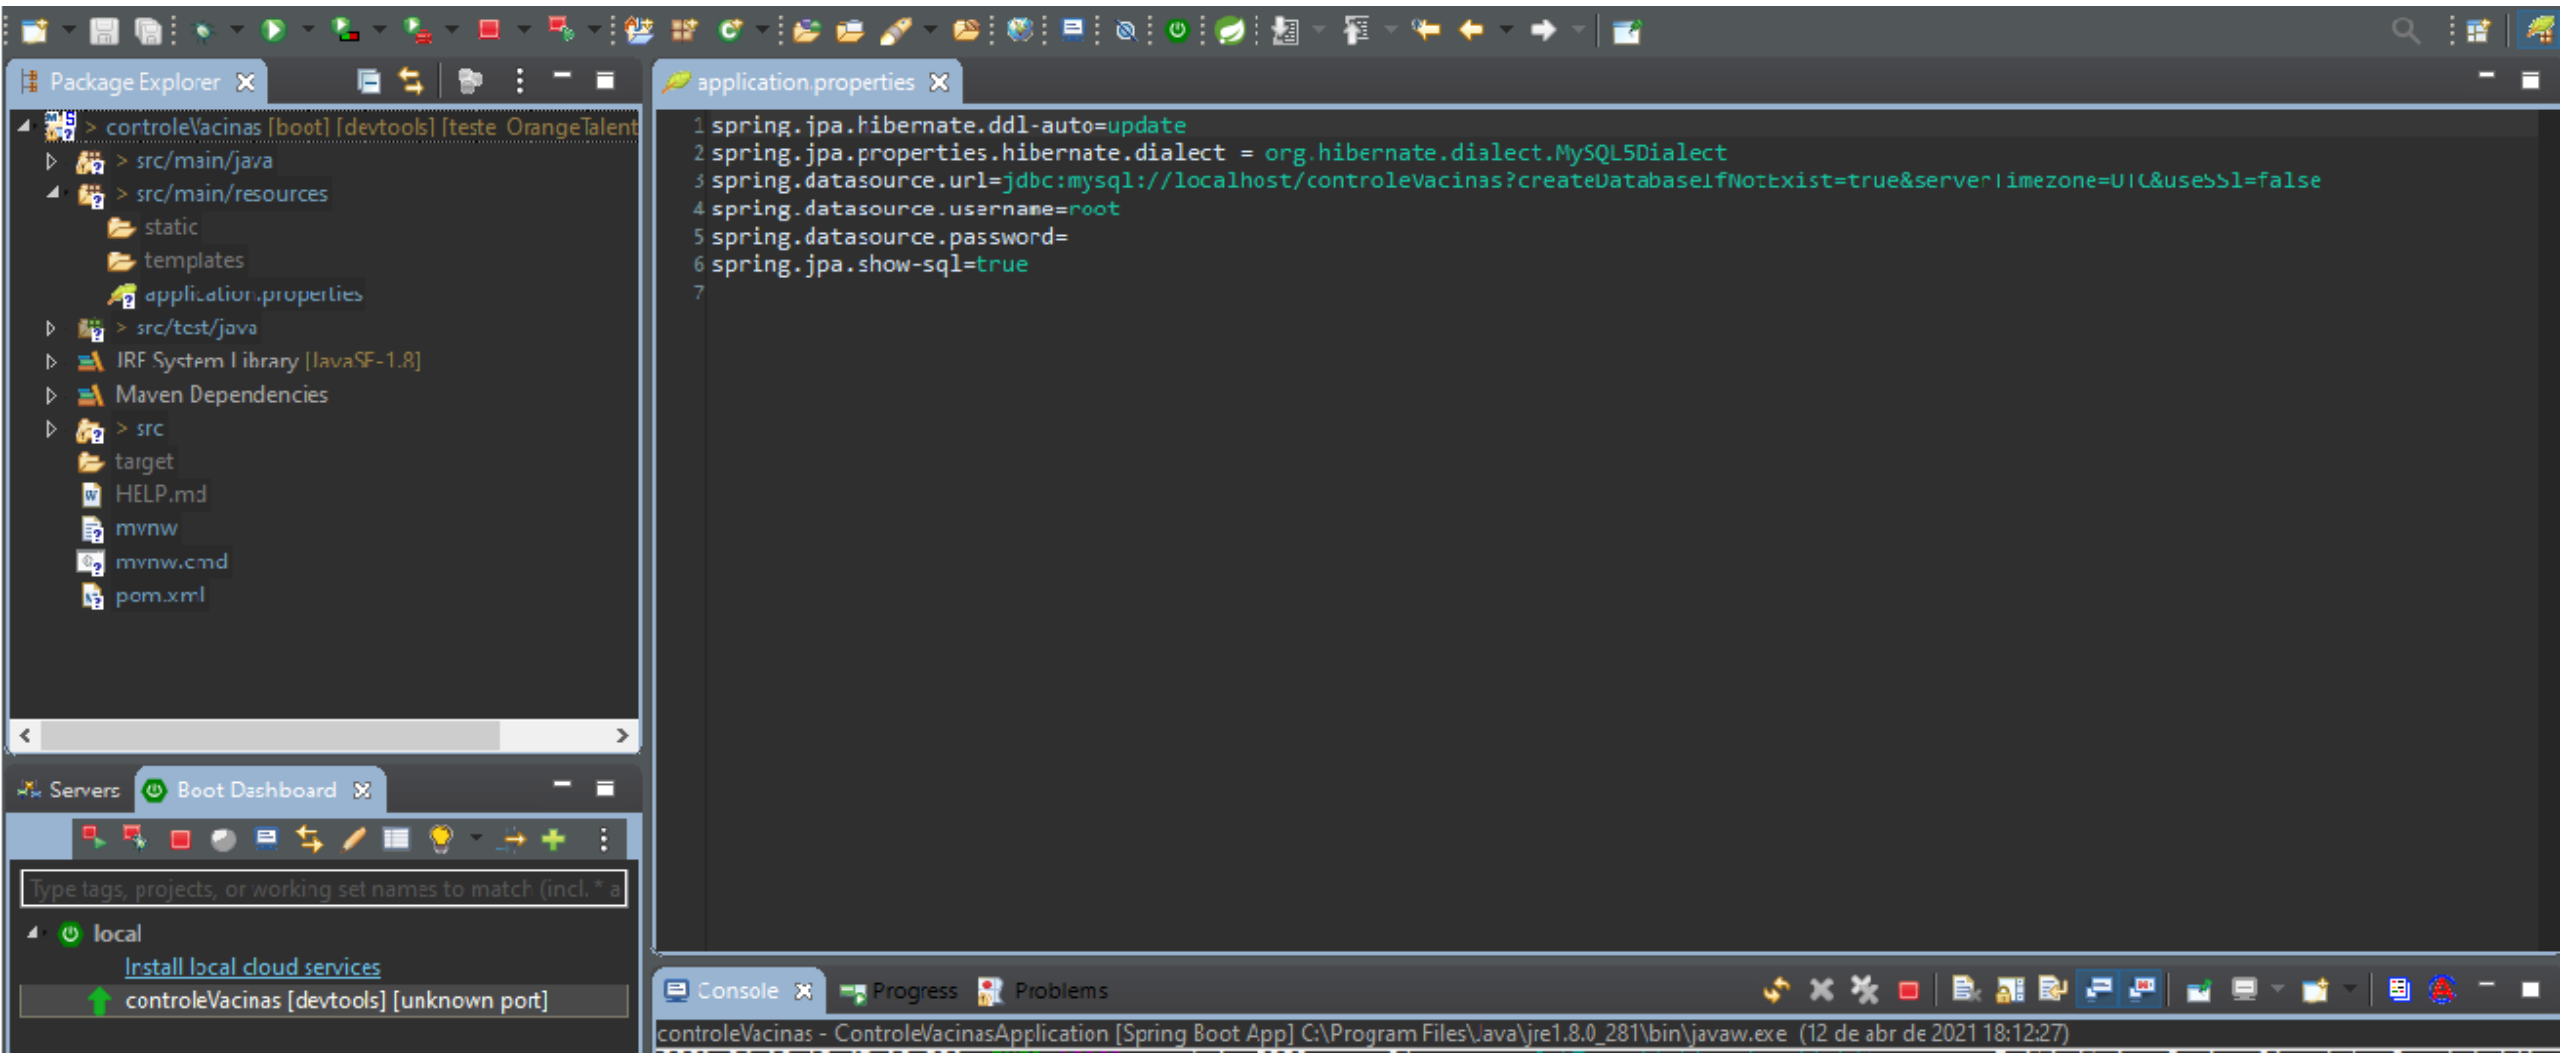 Package Explorer
> controleVacinas [boot] [devtools] [teste OrangeTalent
> src/main/java
> src/main/resources
static
templates
application.properties
> src/test/java
JRE System Library [JavaSE-1.8]
Maven Dependencies
> src
target
HELP.md
mvnw
mvnw.cmd
pom.xml
Servers
Boot Dashboard
Type tags, projects, or working set names to match (incl. * a
local
Install local cloud services
controleVacinas [devtools] [unknown port]
application.properties
1 spring.jpa.hibernate.ddl-auto=update
2 spring.jpa.properties.hibernate.dialect = org.hibernate.dialect.MySQL5Dialect
3 spring.datasource.url=jdbc:mysql://localhost/controleVacinas?createDatabaseIfNotExist=true&serverTimezone=UTC&useSSl=false
4 spring.datasource.username=root
5 spring.datasource.password=
6 spring.jpa.show-sql=true
7
Console
Progress
Problems
controleVacinas - ControleVacinasApplication [Spring Boot App] C:\Program Files\Java\jre1.8.0_281\bin\javaw.exe (12 de abr de 2021 18:12:27)